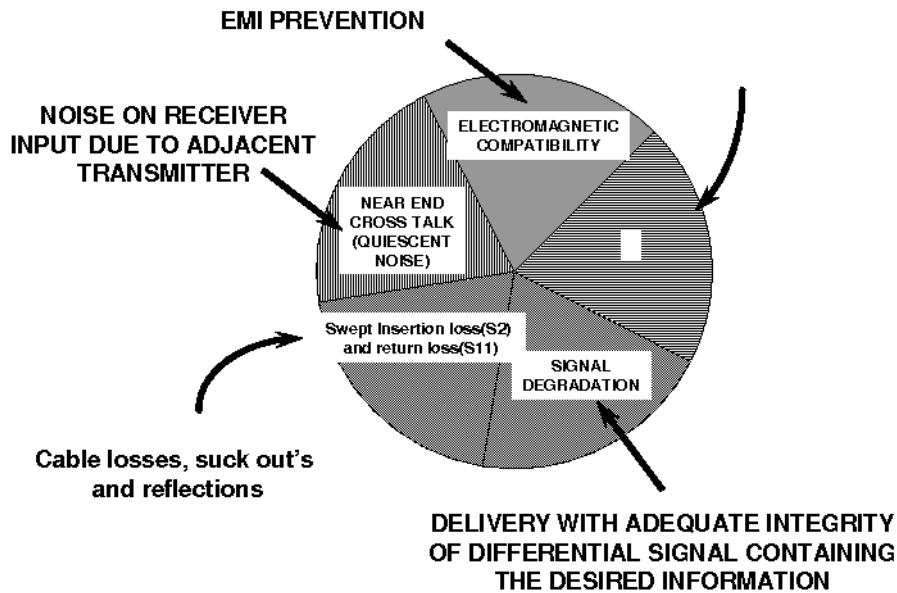 EMI PREVENTION
NOISE ON RECEIVER
INPUT DUE TO ADJACENT
TRANSMITTER
ELECTROMAGNETIC
COMPATIBILITY
NEAR END
CROSS TALK
(QUIESCENT
NOISE)
Swept Insertion loss(S2)
and return loss(S11)
SIGNAL
DEGRADATION
Cable losses, suck out's
and reflections
DELIVERY WITH ADEQUATE INTEGRITY
OF DIFFERENTIAL SIGNAL CONTAINING
THE DESIRED INFORMATION